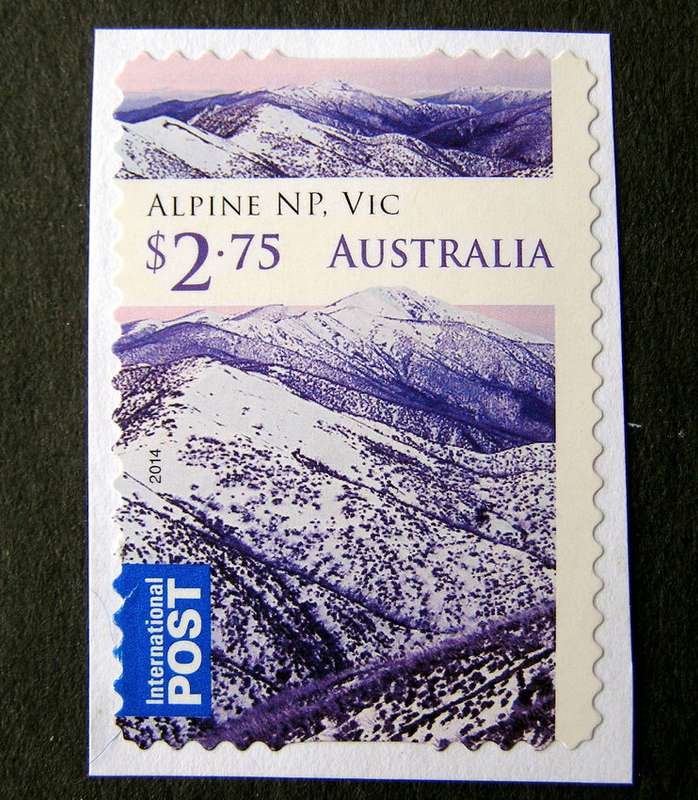 ALPINE NP, VIC
$2·75 AUSTRALIA
2014
International
POST